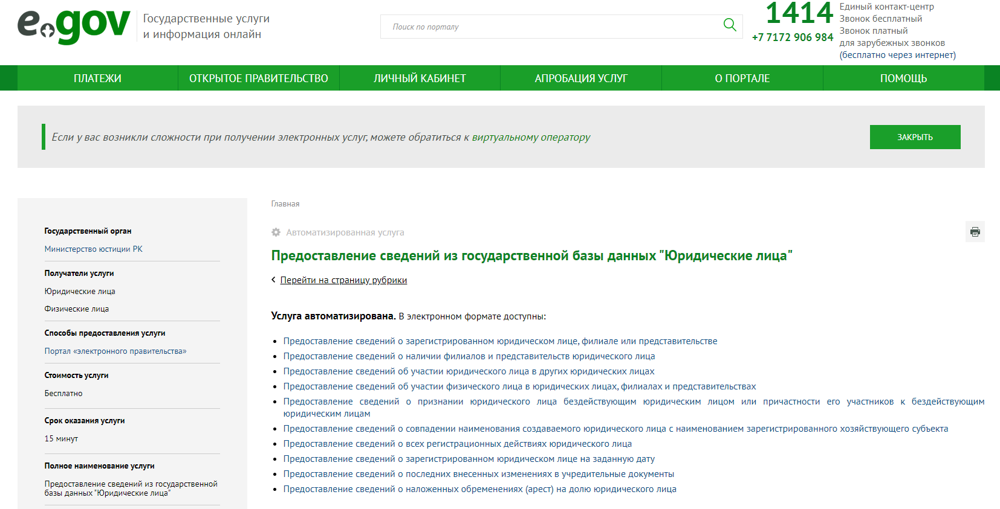 e.gov
Государственные услуги
и информация онлайн
Поиск по порталу
1414
+7 7172 906 984
Единый контакт-центр
Звонок бесплатный
Звонок платный
для зарубежных звонков
(бесплатно через интернет)
ПЛАТЕЖИ
ОТКРЫТОЕ ПРАВИТЕЛЬСТВО
ЛИЧНЫЙ КАБИНЕТ
АПРОБАЦИЯ УСЛУГ
О ПОРТАЛЕ
ПОМОЩЬ
Если у вас возникли сложности при получении электронных услуг, можете обратиться к виртуальному оператору
ЗАКРЫТЬ
Государственный орган
Министерство юстиции РК
Получатели услуги
Юридические лица
Физические лица
Способы предоставления услуги
Портал «электронного правительства»
Стоимость услуги
Бесплатно
Срок оказания услуги
15 минут
Полное наименование услуги
Предоставление сведений из государственной
базы данных "Юридические лица"
Главная
Автоматизированная услуга
Предоставление сведений из государственной базы данных "Юридические лица"
Перейти на страницу рубрики
Услуга автоматизирована. В электронном формате доступны:
Предоставление сведений о зарегистрированном юридическом лице, филиале или представительстве
Предоставление сведений о наличии филиалов и представительств юридического лица
Предоставление сведений об участии юридического лица в других юридических лицах
Предоставление сведений об участии физического лица в юридических лицах, филиалах и представительствах
Предоставление сведений о признании юридического лица бездействующим юридическим лицом или причастности его участников к бездействующим
юридическим лицам
Предоставление сведений о совпадении наименования создаваемого юридического лица с наименованием зарегистрированного хозяйствующего субъекта
Предоставление сведений о всех регистрационных действиях юридического лица
Предоставление сведений о зарегистрированном юридическом лице на заданную дату
Предоставление сведений о последних внесенных изменениях в учредительные документы
Предоставление сведений о наложенных обременениях (арест) на долю юридического лица